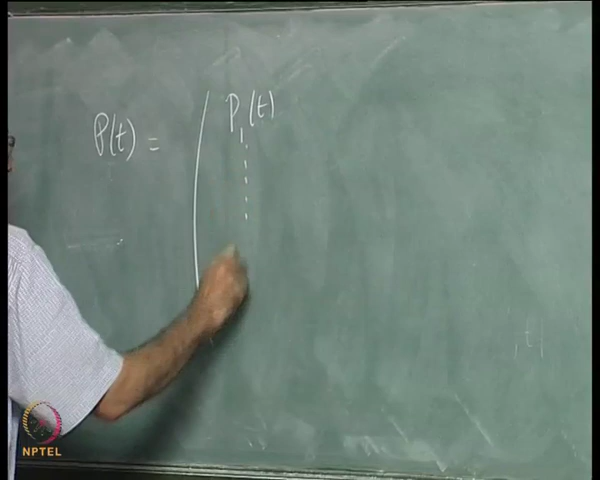 P(t) = ( P₁(t)
NPTEL